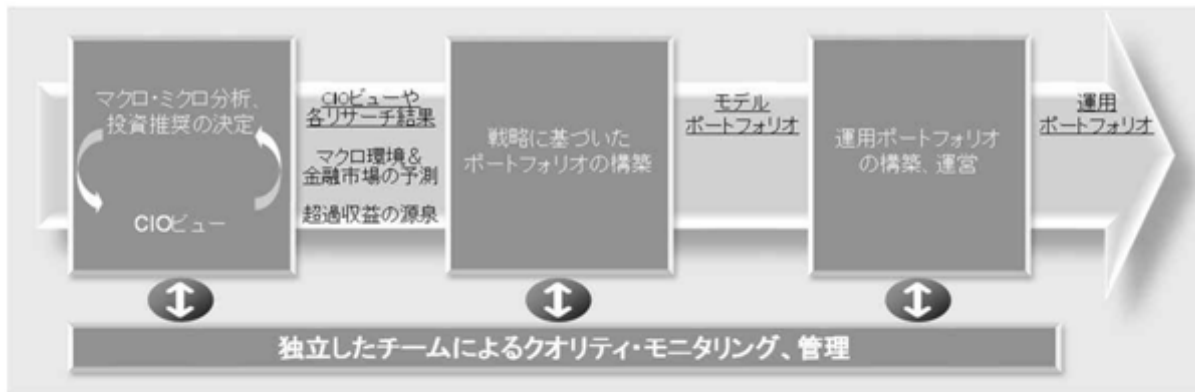 マクロ・ミクロ分析、
投資推奨の決定
CIOビュー
CIOビューや
各リサーチ結果
マクロ環境&
金融市場の予測
超過収益の源泉
戦略に基づいた
ポートフォリオの構築
モデル
ポートフォリオ
運用ポートフォリオ
の構築、運営
運用
ポートフォリオ
独立したチームによるクオリティ・モニタリング、管理